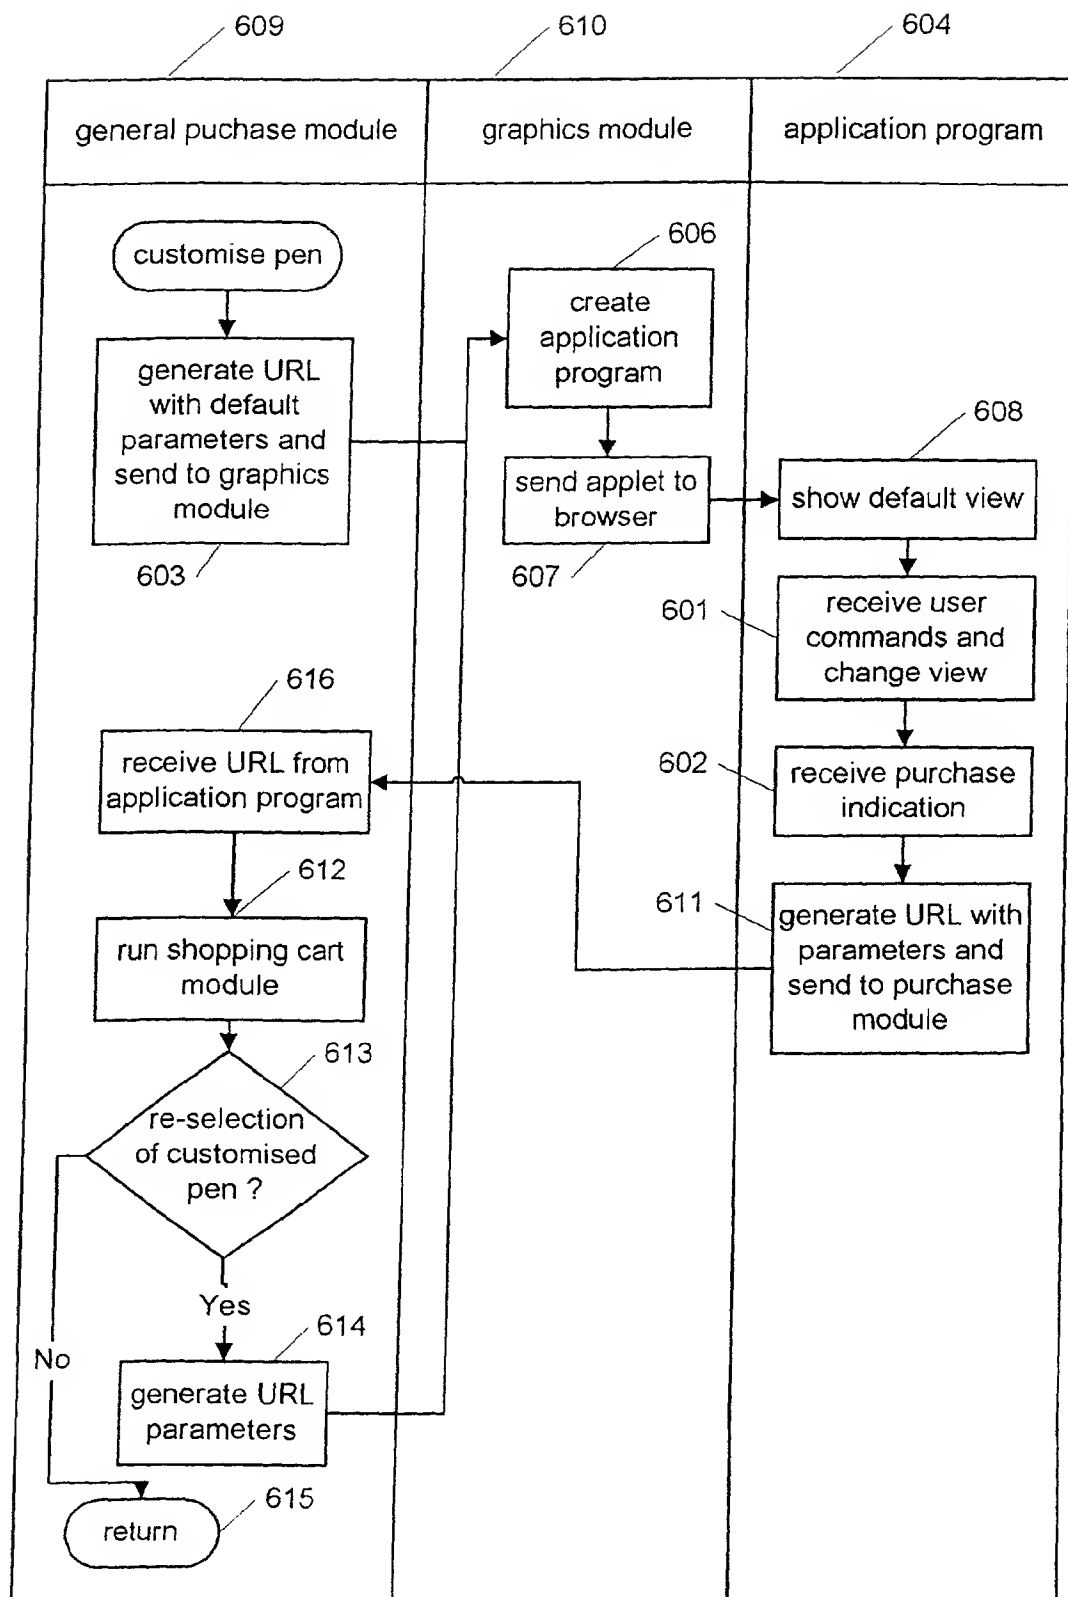 609
610
604
general puchase module
graphics module
application program
customise pen
606
create
application
program
generate URL
with default
parameters and
send to graphics
module
603
608
send applet to
browser
607
show default view
601
receive user
commands and
change view
616
receive URL from
application program
602
receive purchase
indication
612
run shopping cart
module
611
generate URL with
parameters and
send to purchase
module
613
re-selection
of customised
pen ?
Yes
No
614
generate URL
parameters
615
return